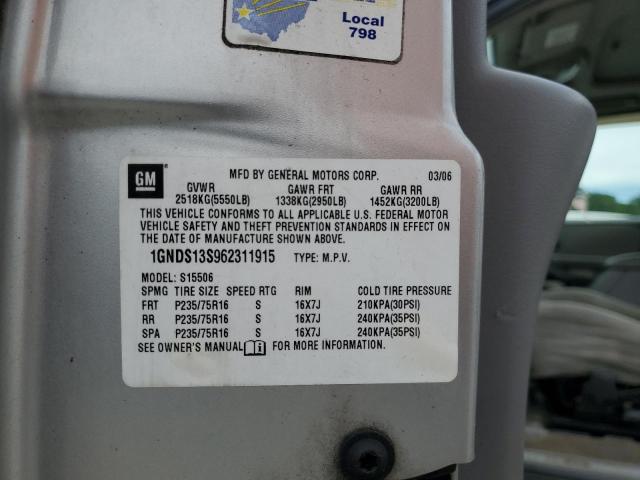 Local
798
GM
MFD BY GENERAL MOTORS CORP. 03/06
GVWR GAWR FRT GAWR RR
2518KG(5550LB) 1338KG(2950LB) 1452KG(3200LB)
THIS VEHICLE CONFORMS TO ALL APPLICABLE U.S. FEDERAL MOTOR
VEHICLE SAFETY AND THEFT PREVENTION STANDARDS IN EFFECT ON
THE DATE OF MANUFACTURE SHOWN ABOVE.
1GNDS13S962311915 TYPE: M.P.V.
MODEL: S15506
SPMG TIRE SIZE SPEED RTG RIM COLD TIRE PRESSURE
FRT P235/75R16 S 16X7J 210KPA(30PSI)
RR P235/75R16 S 16X7J 240KPA(35PSI)
SPA P235/75R16 S 16X7J 240KPA(35PSI)
SEE OWNER'S MANUAL FOR MORE INFORMATION.